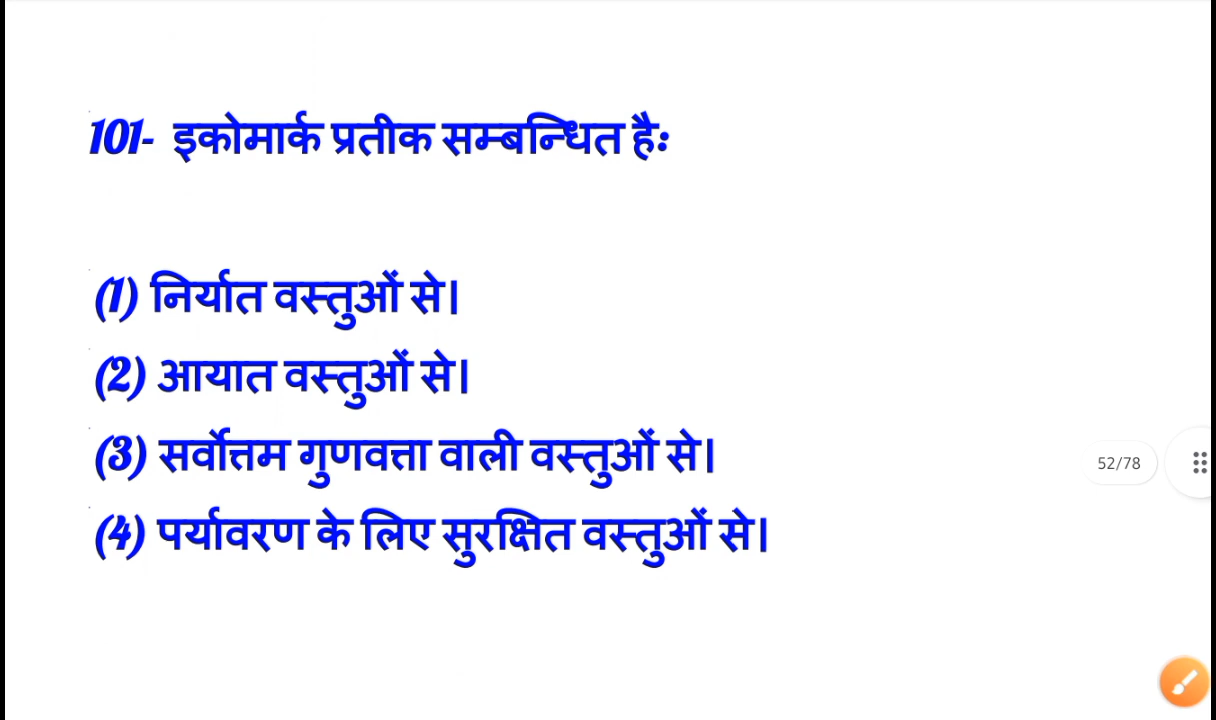 101- इकोमार्क प्रतीक सम्बन्धित हैः
(1) निर्यात वस्तुओं से।
(2) आयात वस्तुओं से।
(3) सर्वोत्तम गुणवत्ता वाली वस्तुओं से।
52/78
(4) पर्यावरण के लिए सुरक्षित वस्तुओं से।